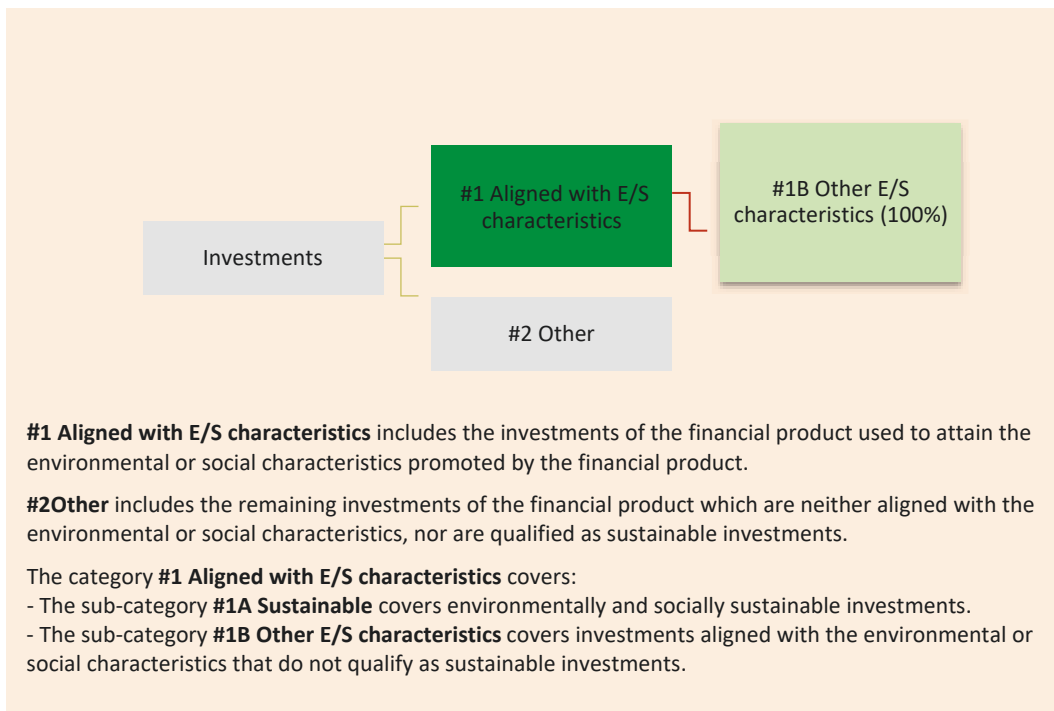 #1 Aligned with E/S
characteristics
#1B Other E/S
characteristics (100%)
Investments
#2 Other
#1 Aligned with E/S characteristics includes the investments of the financial product used to attain the
environmental or social characteristics promoted by the financial product.
#2Other includes the remaining investments of the financial product which are neither aligned with the
environmental or social characteristics, nor are qualified as sustainable investments.
The category #1 Aligned with E/S characteristics covers:
- The sub-category #1A Sustainable covers environmentally and socially sustainable investments.
- The sub-category #1B Other E/S characteristics covers investments aligned with the environmental or
social characteristics that do not qualify as sustainable investments.